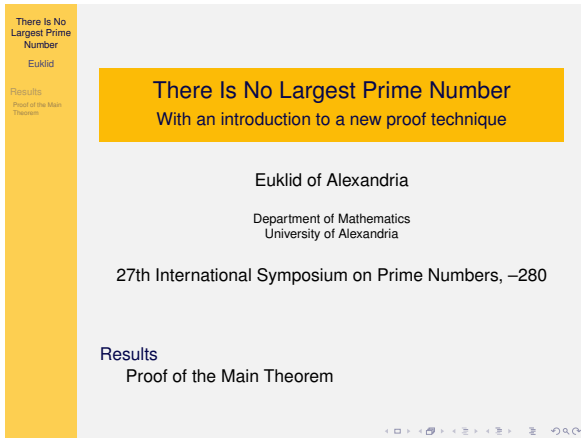 There Is No
Largest Prime
Number
Euklid
Results
Proof of the Main
Theorem
There Is No Largest Prime Number
With an introduction to a new proof technique
Euklid of Alexandria
Department of Mathematics
University of Alexandria
27th International Symposium on Prime Numbers, –280
Results
Proof of the Main Theorem